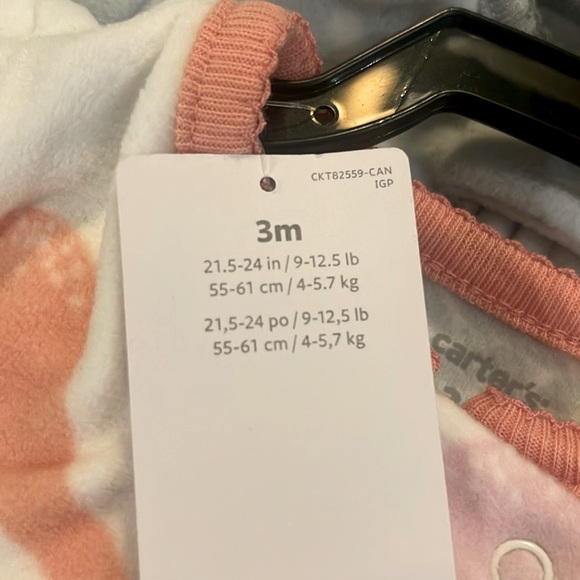 CKT82559-CAN
IGP
3m
21.5-24 in / 9-12.5 lb
55-61 cm / 4-5.7 kg
21,5-24 po / 9-12,5 lb
55-61 cm / 4-5,7 kg
carter's